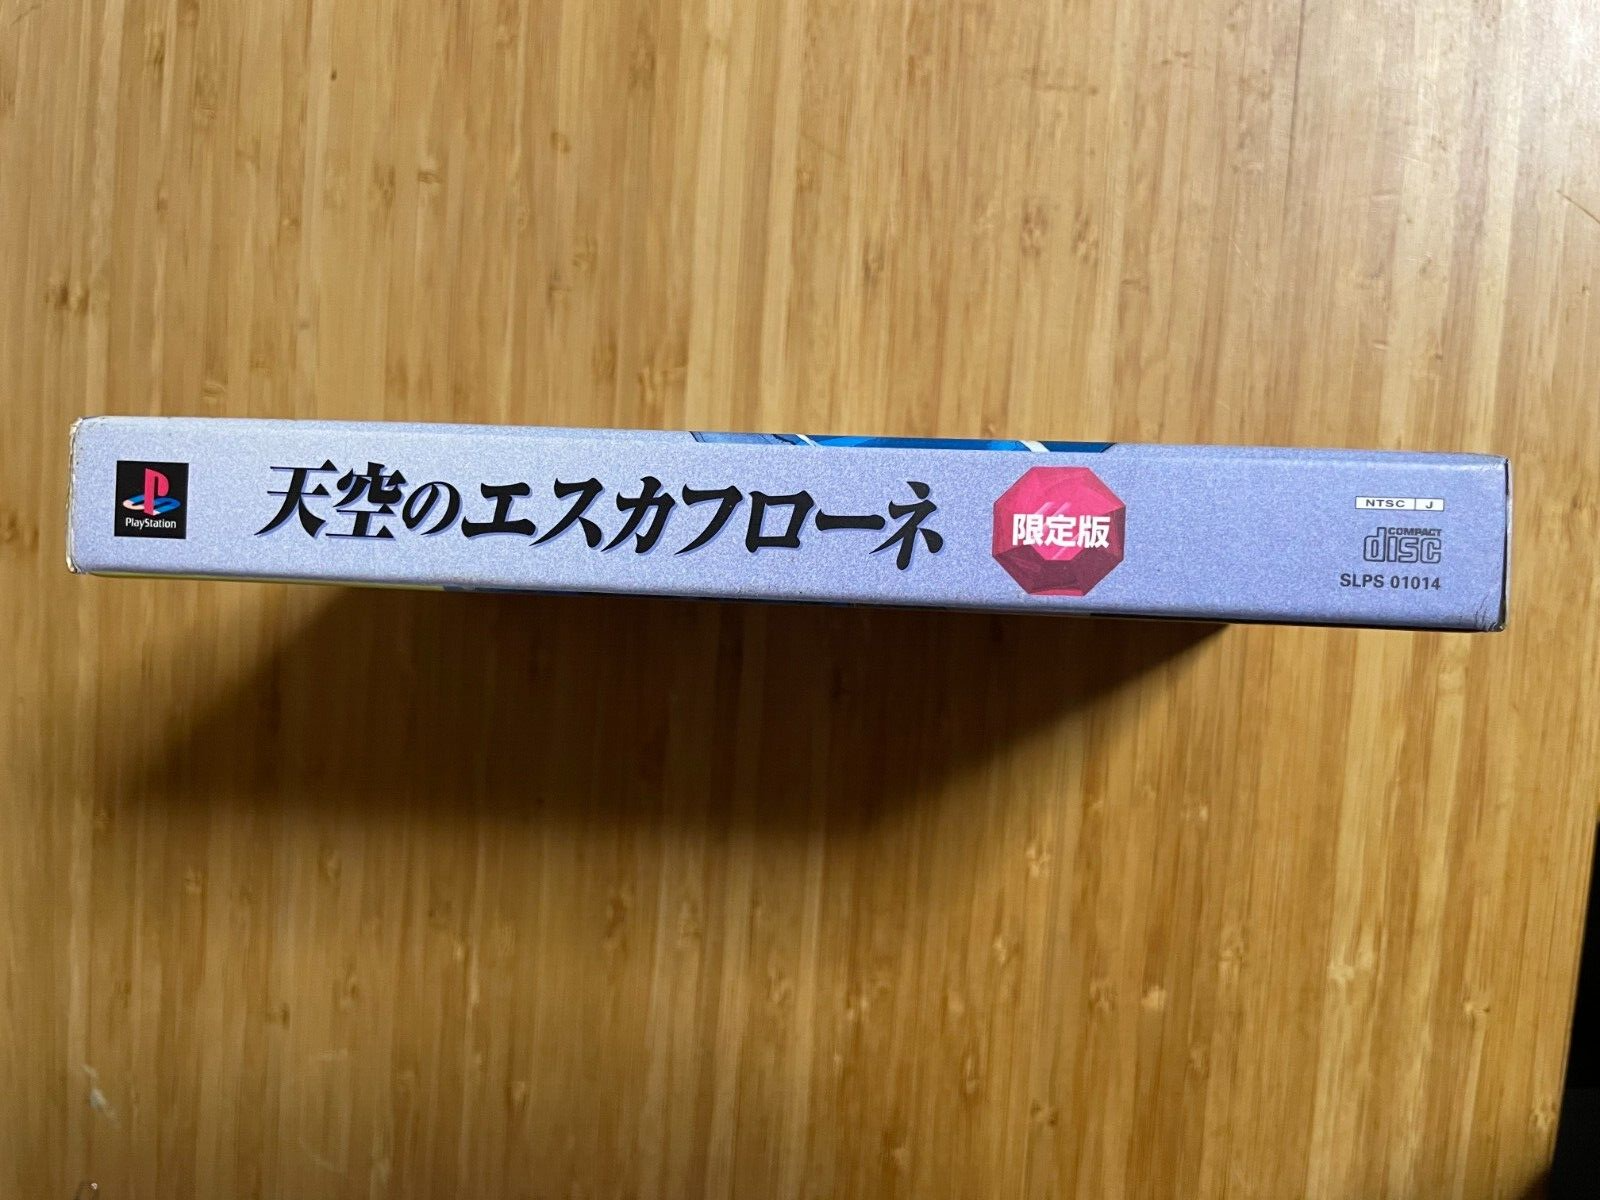 PlayStation
天空のエスカフローネ
限定版
NTSC J
COMPACT
disc
SLPS 01014